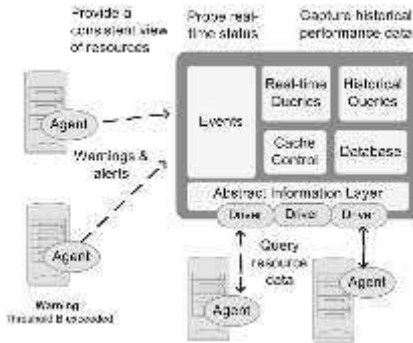 Provide a
consistent view
of resources
Probe real-
time status
Capture historical
performance data
Events
Real-time
Queries
Historical
Queries
Cache
Control
Database
Abstract Information Layer
Driver
Driver
Driver
Agent
Warnings &
alerts
Agent
Warning
Threshold B exceeded
Query
resource
data
Agent
Agent